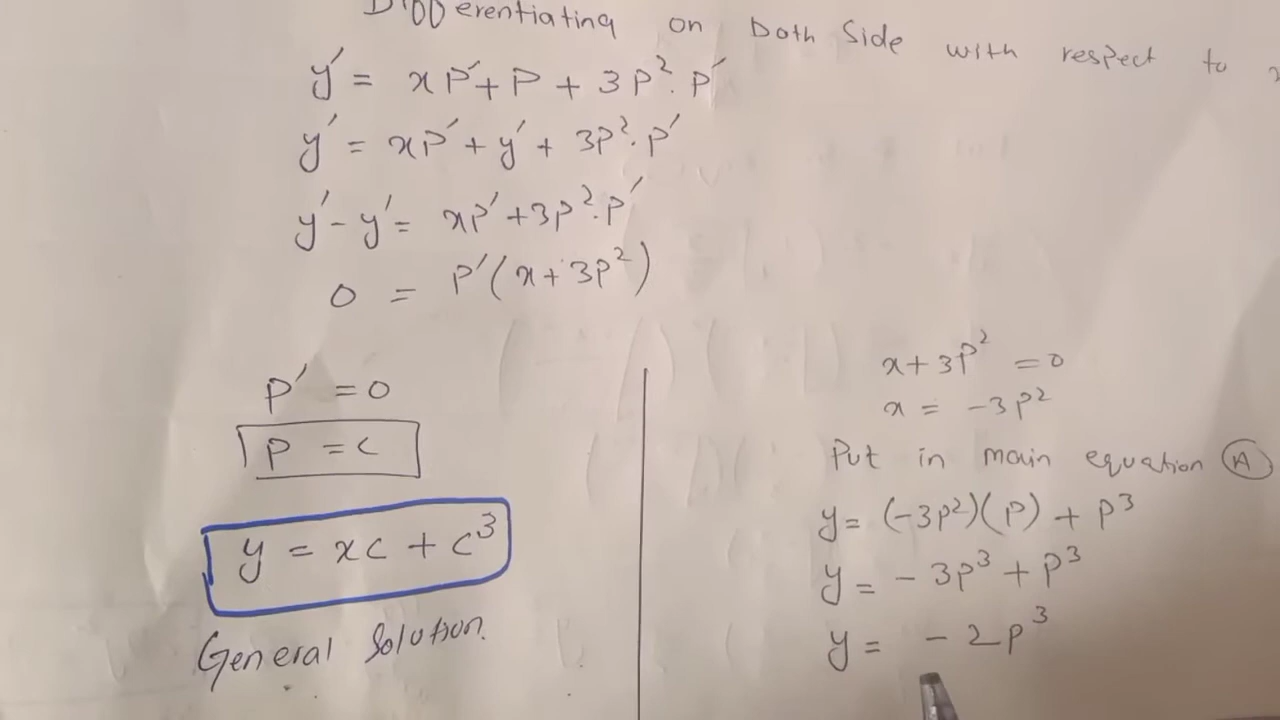 Differentiating on both side with respect to
y' = xp' + p + 3p². p'
y' = xp' + y' + 3p². p'
y' - y' = xp' + 3p². p'
0 = p'(x + 3p²)
p' = 0
p = c
y = xc + c³
General Solution.
x + 3p² = 0
x = -3p²
Put in main equation A
y = (-3p²)(p) + p³
y = -3p³ + p³
y = -2p³